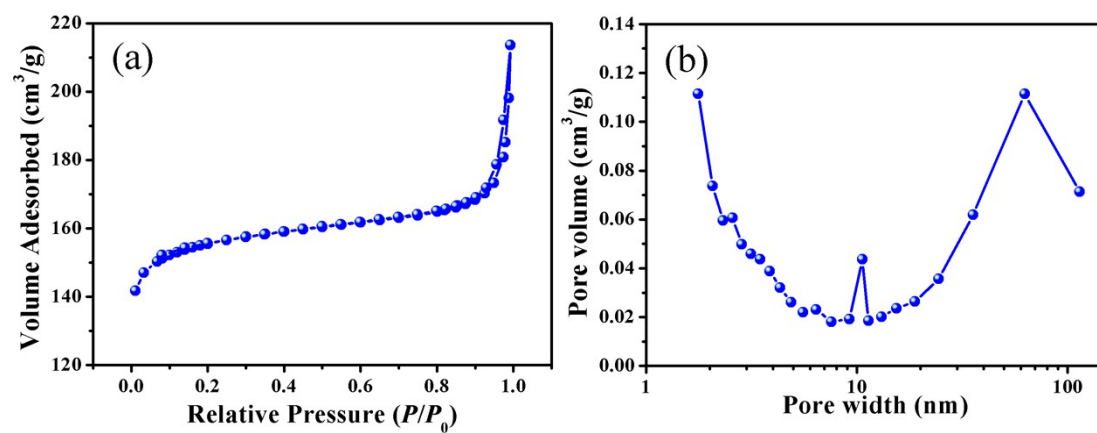 (a)
Volume Adesorbed (cm³/g)
220
200
180
160
140
120
0.0 0.2 0.4 0.6 0.8 1.0
Relative Pressure (P/P₀)
(b)
Pore volume (cm³/g)
0.14
0.12
0.10
0.08
0.06
0.04
0.02
0.00
1 10 100
Pore width (nm)